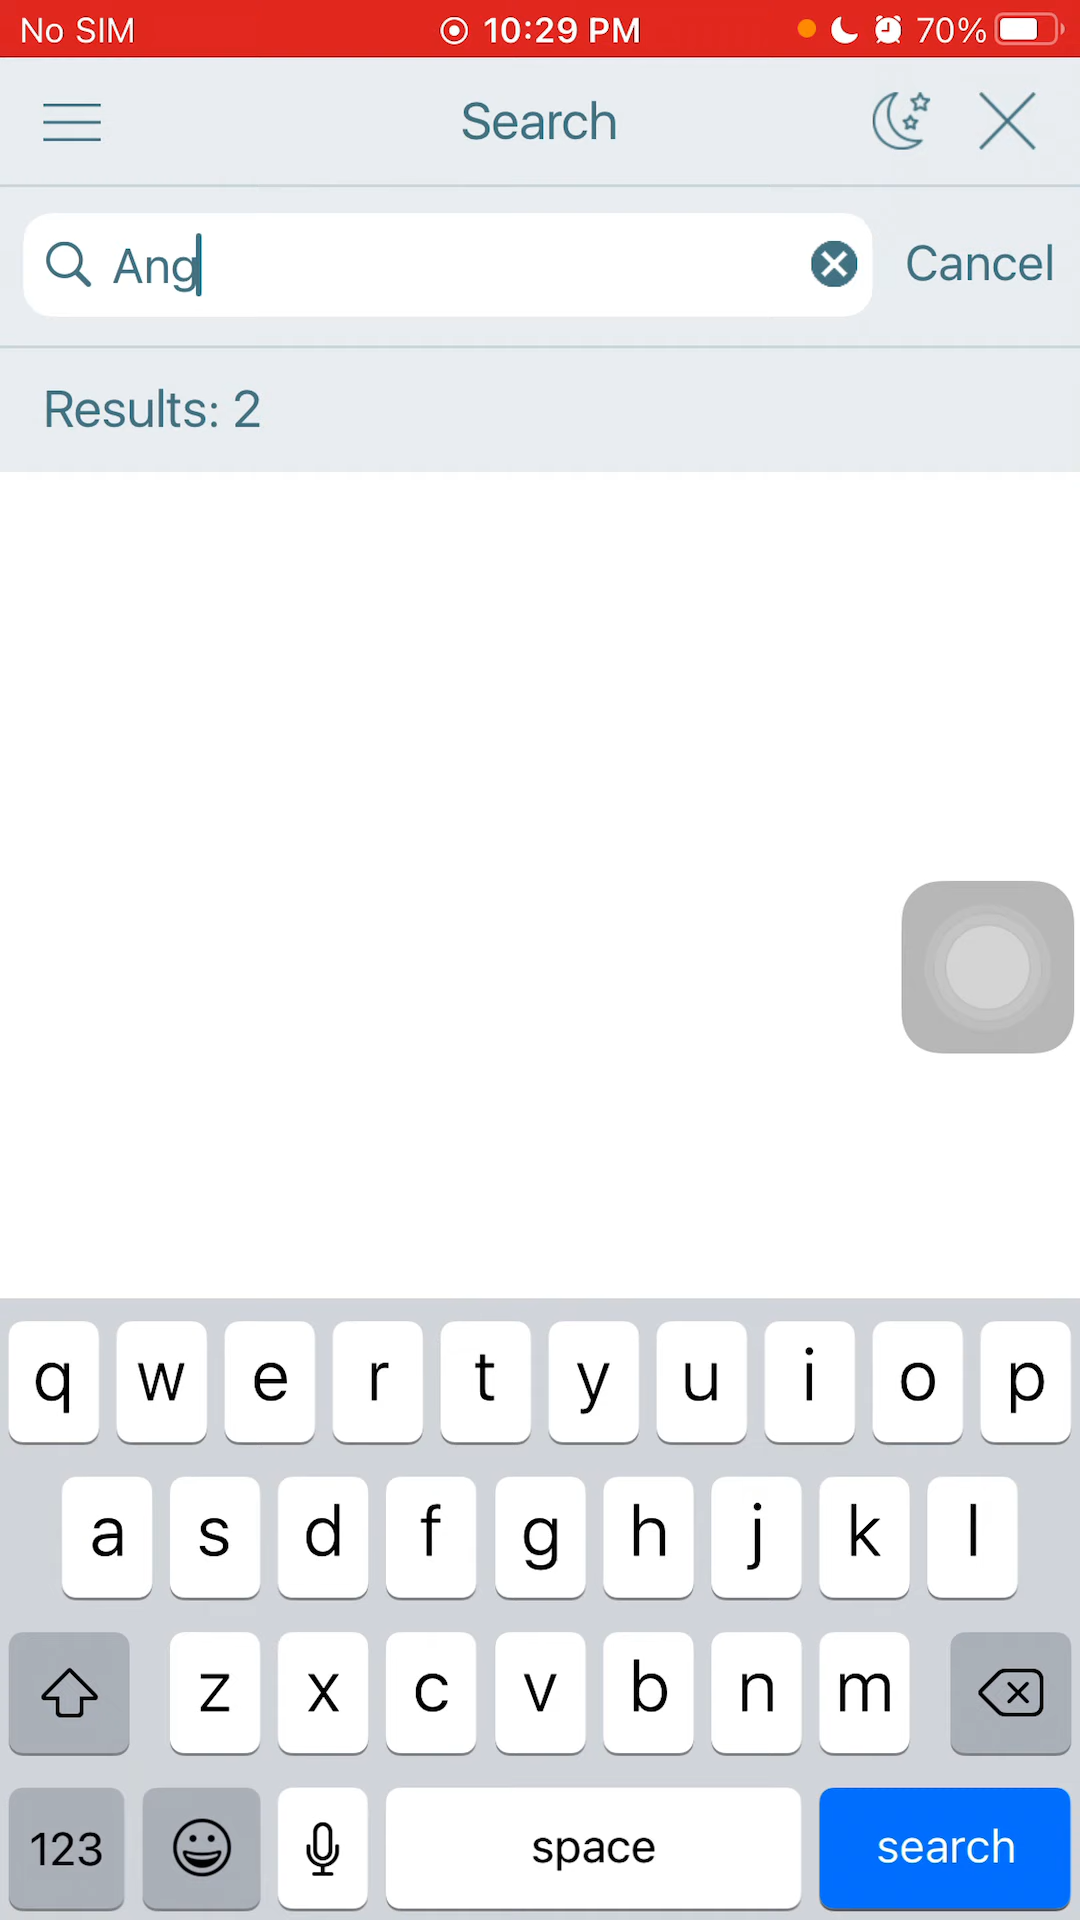 No SIM 10:29 PM 70%
Search
Ang Cancel
Results: 2
q w e r t y u i o p
a s d f g h j k l
z x c v b n m
123 space search